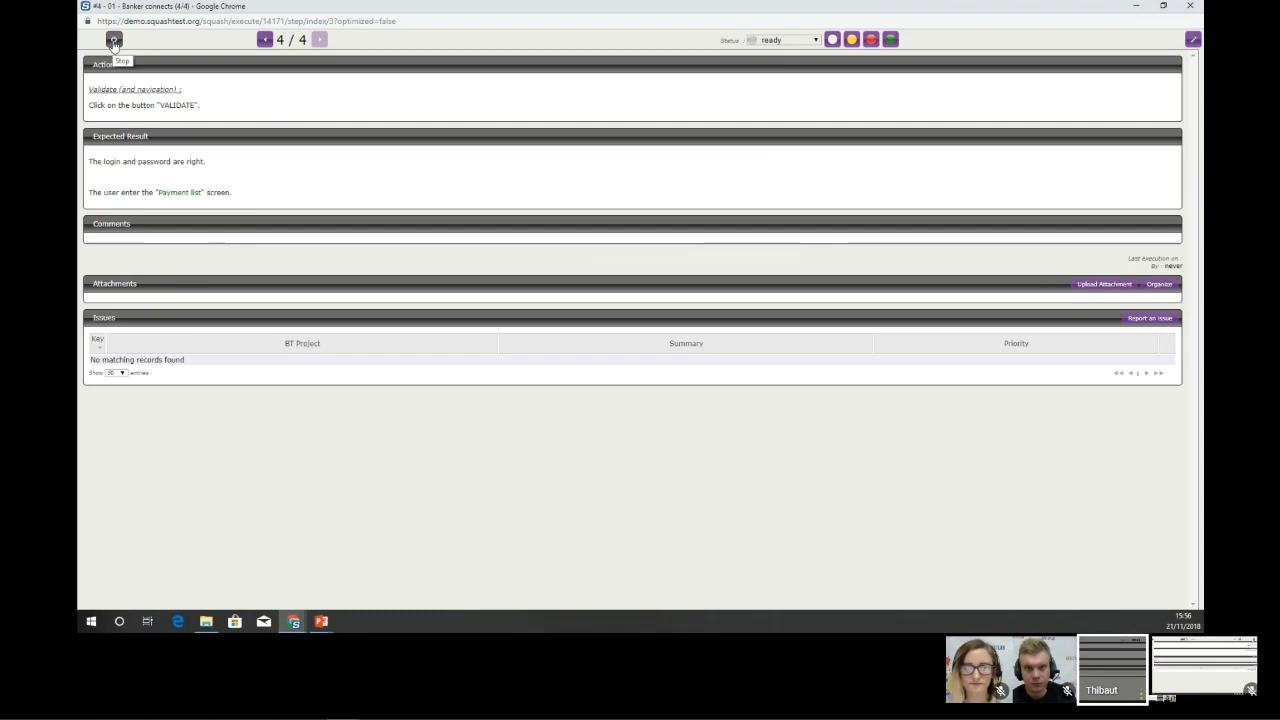 #4 - 01 - Banker connects (4/4) - Google Chrome
https://demo.squashtest.org/squash/execute/14171/step/index/3?optimized=false
4 / 4
Status :
ready
Stop
Action
Validate (and navigation) :
Click on the button "VALIDATE".
Expected Result
The login and password are right.
The user enter the "Payment list" screen.
Comments
Last execution on :
By : never
Attachments
Upload Attachment
Organize
Issues
Report an issue
Key
BT Project
Summary
Priority
No matching records found
Show 50 entries
1
15:56
21/11/2018
Thibaut